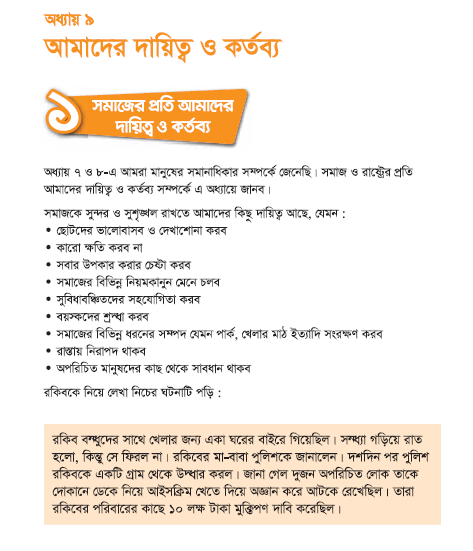 অধ্যায় ৯
আমাদের দায়িত্ব ও কর্তব্য
১
সমাজের প্রতি আমাদের
দায়িত্ব ও কর্তব্য
অধ্যায় ৭ ও ৮-এ আমরা মানুষের সমানাধিকার সম্পর্কে জেনেছি। সমাজ ও রাষ্ট্রের প্রতি
আমাদের দায়িত্ব ও কর্তব্য সম্পর্কে এ অধ্যায়ে জানব।
সমাজকে সুন্দর ও সুশৃঙ্খল রাখতে আমাদের কিছু দায়িত্ব আছে, যেমন :
• ছোটদের ভালোবাসব ও দেখাশোনা করব
• কারো ক্ষতি করব না
• সবার উপকার করার চেষ্টা করব
• সমাজের বিভিন্ন নিয়মকানুন মেনে চলব
• সুবিধাবঞ্চিতদের সহযোগিতা করব
• বয়স্কদের শ্রদ্ধা করব
• সমাজের বিভিন্ন ধরনের সম্পদ যেমন পার্ক, খেলার মাঠ ইত্যাদি সংরক্ষণ করব
• রাস্তায় নিরাপদ থাকব
• অপরিচিত মানুষদের কাছ থেকে সাবধান থাকব
রকিবকে নিয়ে লেখা নিচের ঘটনাটি পড়ি :
রকিব বন্ধুদের সাথে খেলার জন্য একা ঘরের বাইরে গিয়েছিল। সন্ধ্যা গড়িয়ে রাত
হলো, কিন্তু সে ফিরল না। রকিবের মা-বাবা পুলিশকে জানালেন। দশদিন পর পুলিশ
রকিবকে একটি গ্রাম থেকে উদ্ধার করল। জানা গেল দুজন অপরিচিত লোক তাকে
দোকানে ডেকে নিয়ে আইসক্রিম খেতে দিয়ে অজ্ঞান করে আটকে রেখেছিল। তারা
রকিবের পরিবারের কাছে ১০ লক্ষ টাকা মুক্তিপণ দাবি করেছিল।